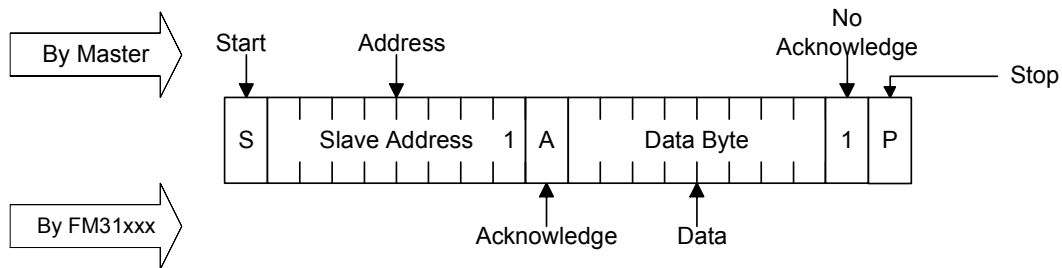 By Master
Start
Address
No
Acknowledge
Stop
S Slave Address 1 A Data Byte 1 P
By FM31xxx
Acknowledge
Data